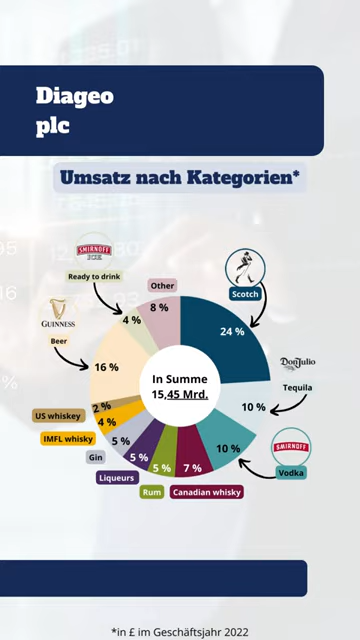 Diageo
plc
Umsatz nach Kategorien*
SMIRNOFF
ICE
Ready to drink
Other
Scotch
8 %
4 %
24 %
GUINNESS
Beer
16 %
In Summe
15,45 Mrd.
DonJulio
Tequila
10 %
2 %
US whiskey
4 %
IMFL whisky
5 %
Gin
5 %
Liqueurs
5 %
Rum
7 %
Canadian whisky
10 %
SMIRNOFF
Vodka
*in £ im Geschäftsjahr 2022